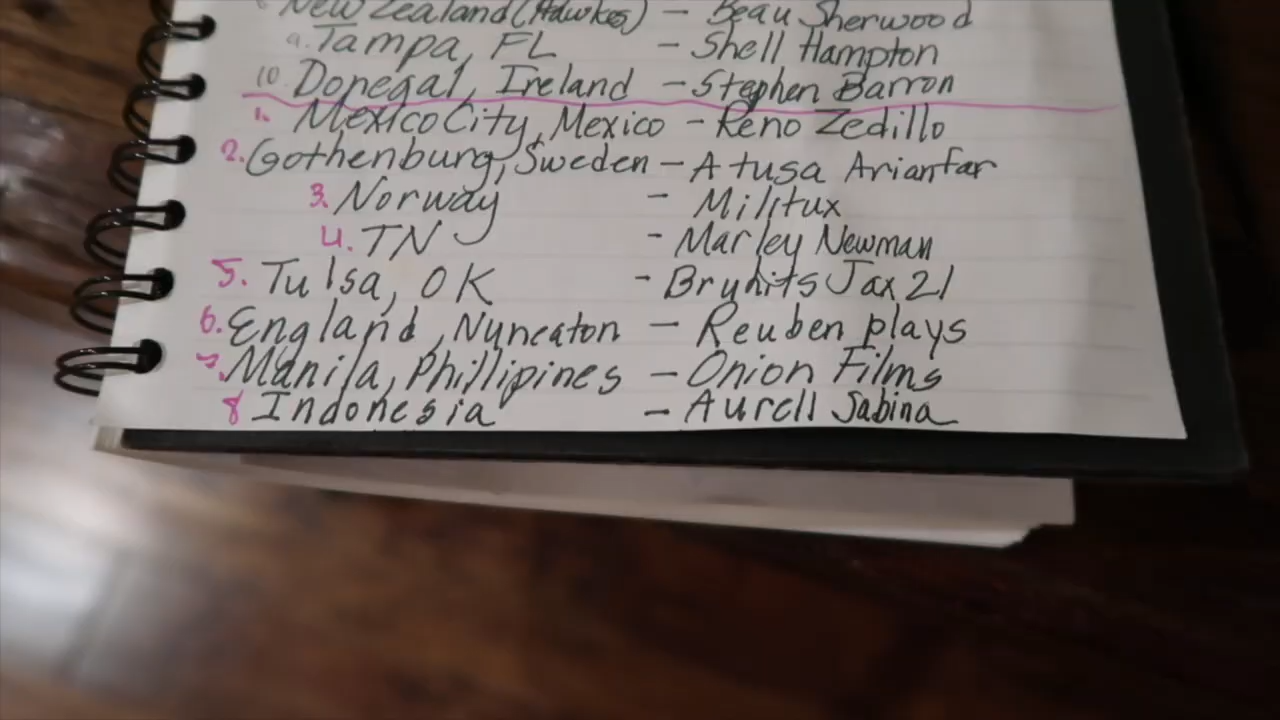 New Zealand (Hawkes) - Beau Sherwood
9. Tampa, FL - Shell Hampton
10 Donegal, Ireland - Stephen Barron
1. Mexico City, Mexico - Reno Zedillo
2. Gothenburg, Sweden - Atusa Arianfar
3. Norway - Militux
4. TN - Marley Newman
5. Tulsa, OK - Bryhits Jax 21
6. England, Nuneaton - Reuben plays
7. Manila, Phillipines - Onion Films
8 Indonesia - Aurell Sabina